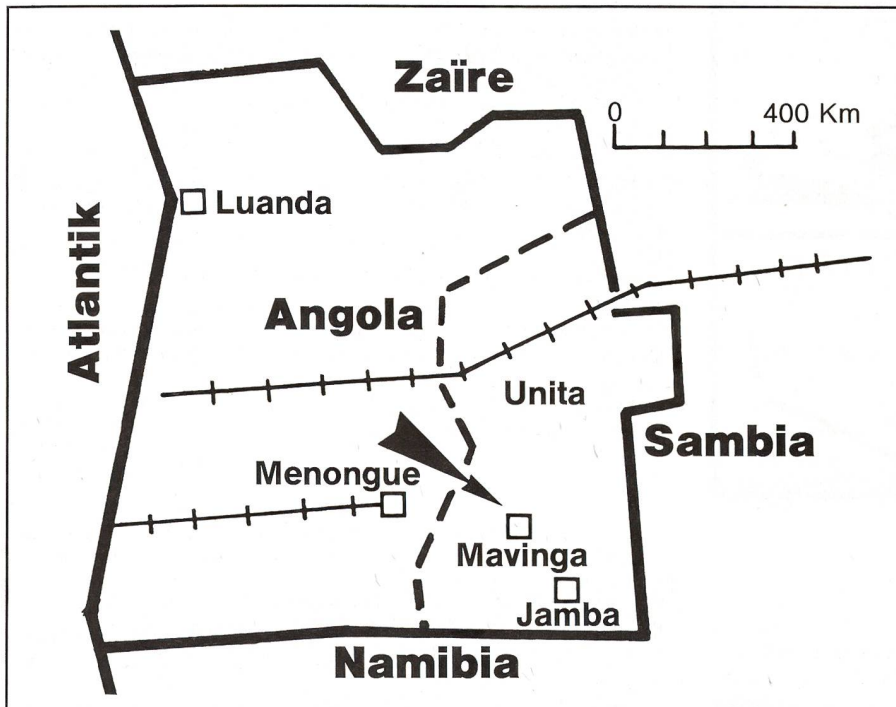 Zaïre
0 400 Km
Luanda
Atlantik
Angola
Unita
Sambia
Menongue
Mavinga
Jamba
Namibia